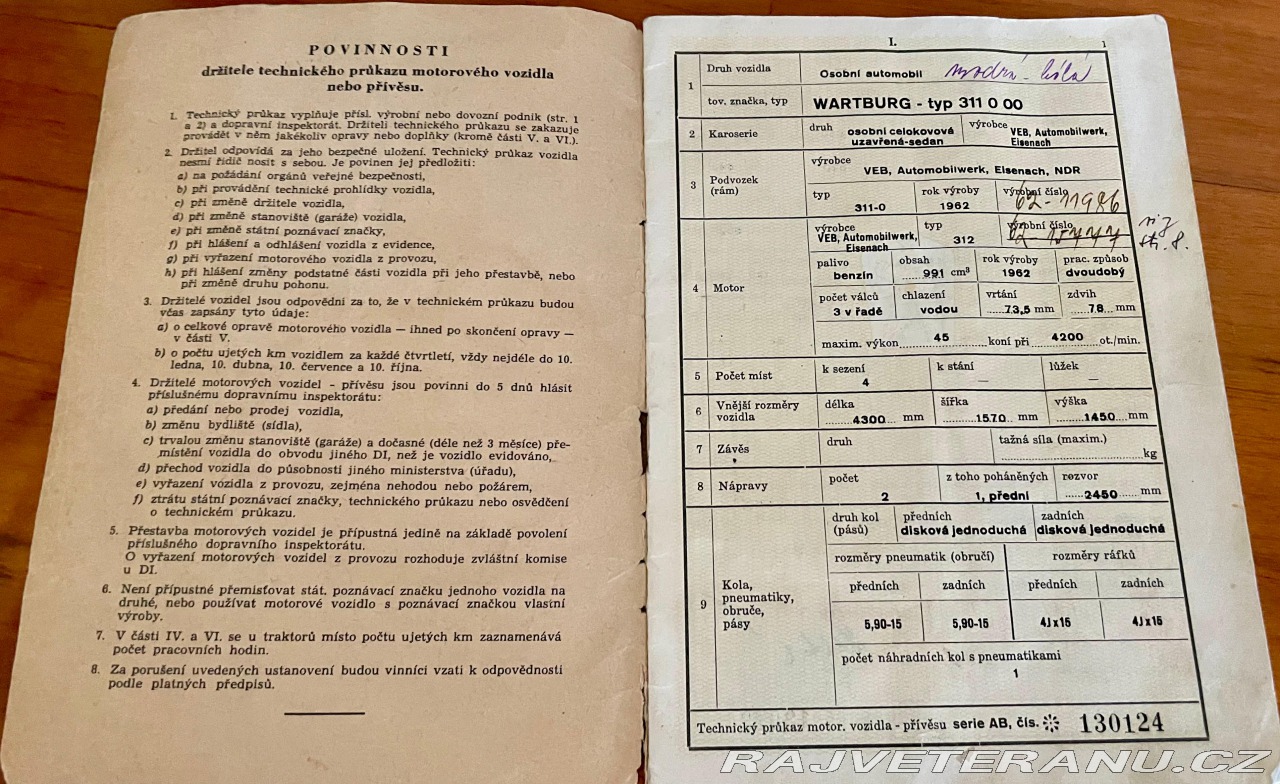 POVINNOSTI
držitele technického průkazu motorového vozidla
nebo přívěsu.
1. Technický průkaz vyplňuje přísl. výrobní nebo dovozní podnik (str. 1
a 2) a dopravní inspektorát. Držiteli technického průkazu se zakazuje
provádět v něm jakékoliv opravy nebo doplňky (kromě části V. a VI.).
2. Držitel odpovídá za jeho bezpečné uložení. Technický průkaz vozidla
nesmí řidič nosit s sebou. Je povinen jej předložiti:
a) na požádání orgánů veřejné bezpečnosti,
b) při provádění technické prohlídky vozidla,
c) při změně držitele vozidla,
d) při změně stanoviště (garáže) vozidla,
e) při změně státní poznávací značky,
f) při hlášení a odhlášení vozidla z evidence,
g) při vyřazení motorového vozidla z provozu,
h) při hlášení změny podstatné části vozidla při jeho přestavbě, nebo
při změně druhu pohonu.
3. Držitelé vozidel jsou odpovědni za to, že v technickém průkazu budou
včas zapsány tyto údaje:
a) o celkové opravě motorového vozidla — ihned po skončení opravy —
v části V.
b) o počtu ujetých km vozidlem za každé čtvrtletí, vždy nejdéle do 10.
ledna, 10. dubna, 10. července a 10. října.
4. Držitelé motorových vozidel - přívěsu jsou povinni do 5 dnů hlásit
příslušnému dopravnímu inspektorátu:
a) předání nebo prodej vozidla,
b) změnu bydliště (sídla),
c) trvalou změnu stanoviště (garáže) a dočasné (déle než 3 měsíce) pře-
místění vozidla do obvodu jiného DI, než je vozidlo evidováno,
d) přechod vozidla do působnosti jiného ministerstva (úřadu),
e) vyřazení vozidla z provozu, zejména nehodou nebo požárem,
f) ztrátu státní poznávací značky, technického průkazu nebo osvědčení
o technickém průkazu.
5. Přestavba motorových vozidel je přípustná jedině na základě povolení
příslušného dopravního inspektorátu.
O vyřazení motorových vozidel z provozu rozhoduje zvláštní komise
u DI.
6. Není přípustné přemisťovat stát. poznávací značku jednoho vozidla na
druhé, nebo používat motorové vozidlo s poznávací značkou vlastní
výroby.
7. V části IV. a VI. se u traktorů místo počtu ujetých km zaznamenává
počet pracovních hodin.
8. Za porušení uvedených ustanovení budou vinníci vzati k odpovědnosti
podle platných předpisů.
I. 1
1 Druh vozidla Osobní automobil modrá - bílá
tov. značka, typ WARTBURG - typ 311 0 00
2 Karoserie druh osobní celokovová uzavřená-sedan výrobce VEB, Automobilwerk, Eisenach
3 Podvozek (rám) výrobce
VEB, Automobilwerk, Eisenach, NDR
typ 311-0 rok výroby 1962 výrobní číslo 62-11986
4 Motor výrobce VEB, Automobilwerk, Eisenach typ 312 výrobní číslo viz str. 8.
palivo benzín obsah 991 cm³ rok výroby 1962 prac. způsob dvoudobý
počet válců 3 v řadě chlazení vodou vrtání 73,5 mm zdvih 78 mm
maxim. výkon 45 koní při 4200 ot./min.
5 Počet míst k sezení 4 k stání — lůžek —
6 Vnější rozměry vozidla délka 4300 mm šířka 1570 mm výška 1450 mm
7 Závěs druh tažná síla (maxim.) kg
8 Nápravy počet 2 z toho poháněných 1, přední rozvor 2450 mm
9 Kola, pneumatiky, obruče, pásy
druh kol (pásů) předních disková jednoduchá zadních disková jednoduchá
rozměry pneumatik (obručí) rozměry ráfků
předních zadních předních zadních
5,90-15 5,90-15 4Jx15 4Jx15
počet náhradních kol s pneumatikami
1
Technický průkaz motor. vozidla - přívěsu serie AB, čís. 130124
RAJVETERANU.CZ